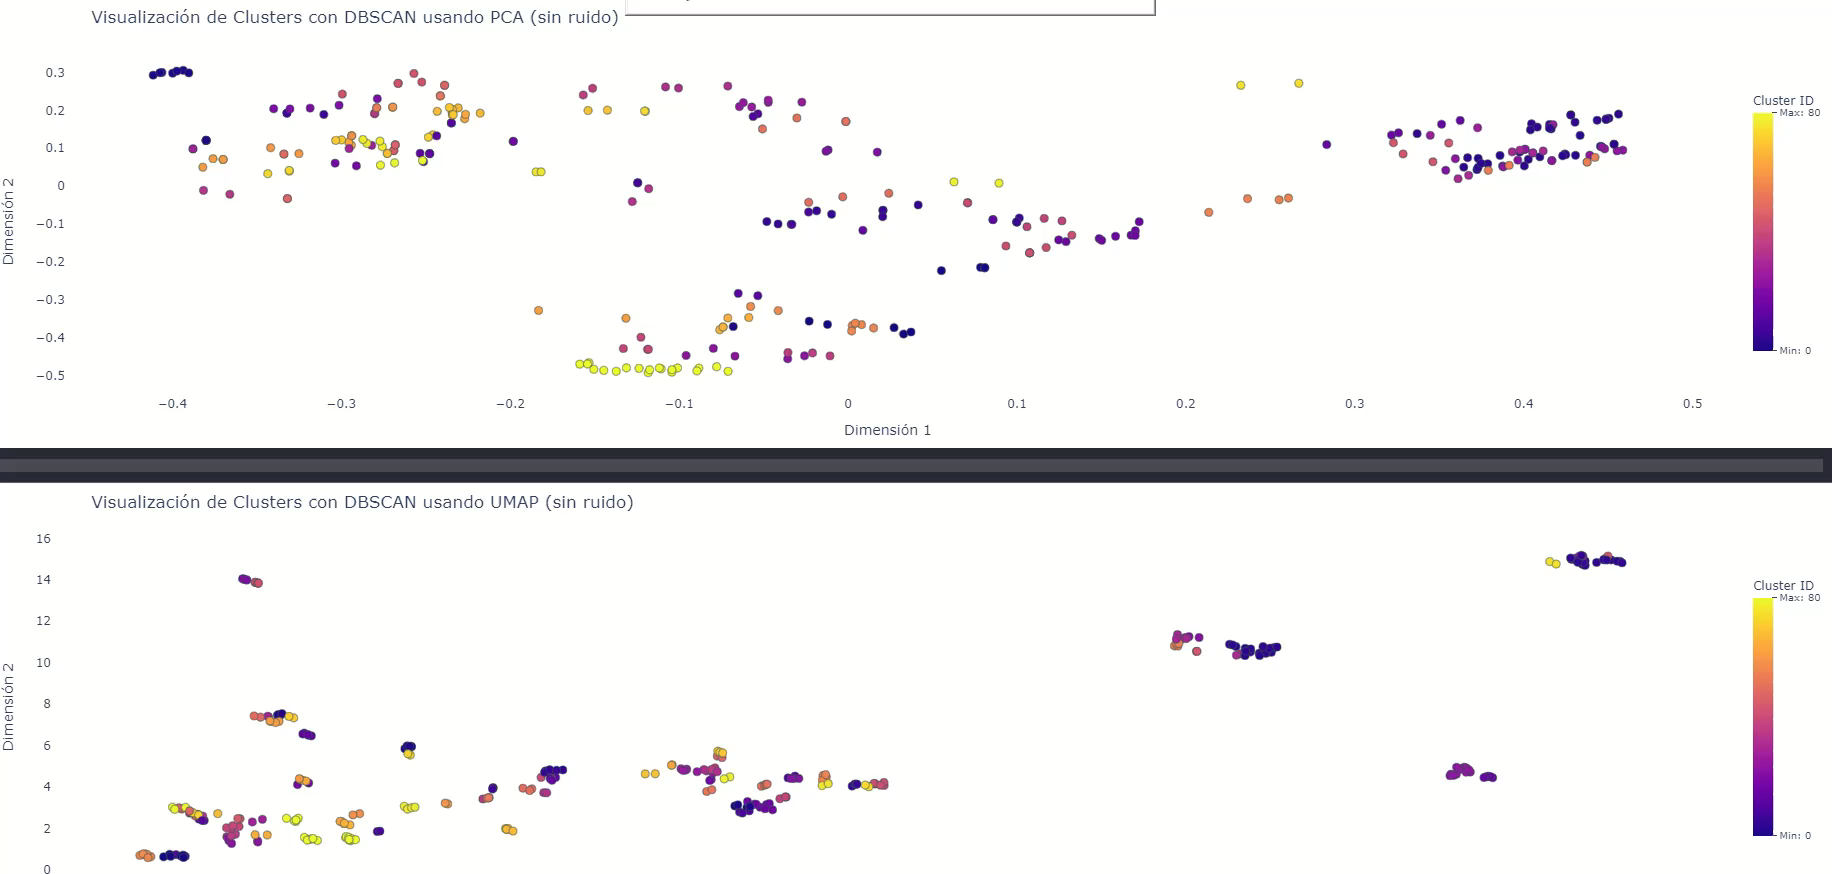 Visualización de Clusters con DBSCAN usando PCA (sin ruido)
0.3
0.2
0.1
0
−0.1
−0.2
−0.3
−0.4
−0.5
Dimensión 2
−0.4 −0.3 −0.2 −0.1 0 0.1 0.2 0.3 0.4 0.5
Dimensión 1
Cluster ID
Max: 80
Min: 0
Visualización de Clusters con DBSCAN usando UMAP (sin ruido)
16
14
12
10
8
6
4
2
0
Dimensión 2
Cluster ID
Max: 80
Min: 0